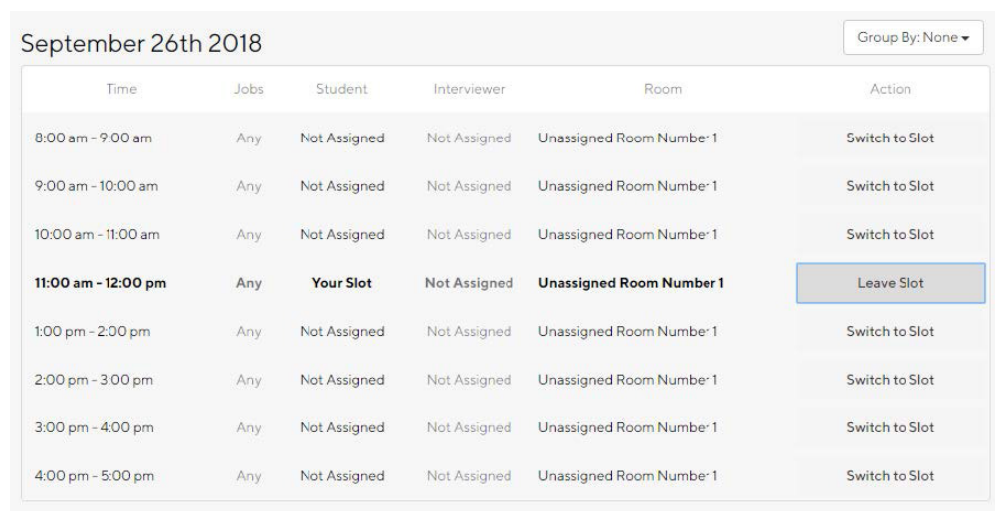 September 26th 2018
Group By: None
Time Jobs Student Interviewer Room Action
8:00 am - 9:00 am Any Not Assigned Not Assigned Unassigned Room Number 1 Switch to Slot
9:00 am - 10:00 am Any Not Assigned Not Assigned Unassigned Room Number 1 Switch to Slot
10:00 am - 11:00 am Any Not Assigned Not Assigned Unassigned Room Number 1 Switch to Slot
11:00 am - 12:00 pm Any Your Slot Not Assigned Unassigned Room Number 1 Leave Slot
1:00 pm - 2:00 pm Any Not Assigned Not Assigned Unassigned Room Number 1 Switch to Slot
2:00 pm - 3:00 pm Any Not Assigned Not Assigned Unassigned Room Number 1 Switch to Slot
3:00 pm - 4:00 pm Any Not Assigned Not Assigned Unassigned Room Number 1 Switch to Slot
4:00 pm - 5:00 pm Any Not Assigned Not Assigned Unassigned Room Number 1 Switch to Slot